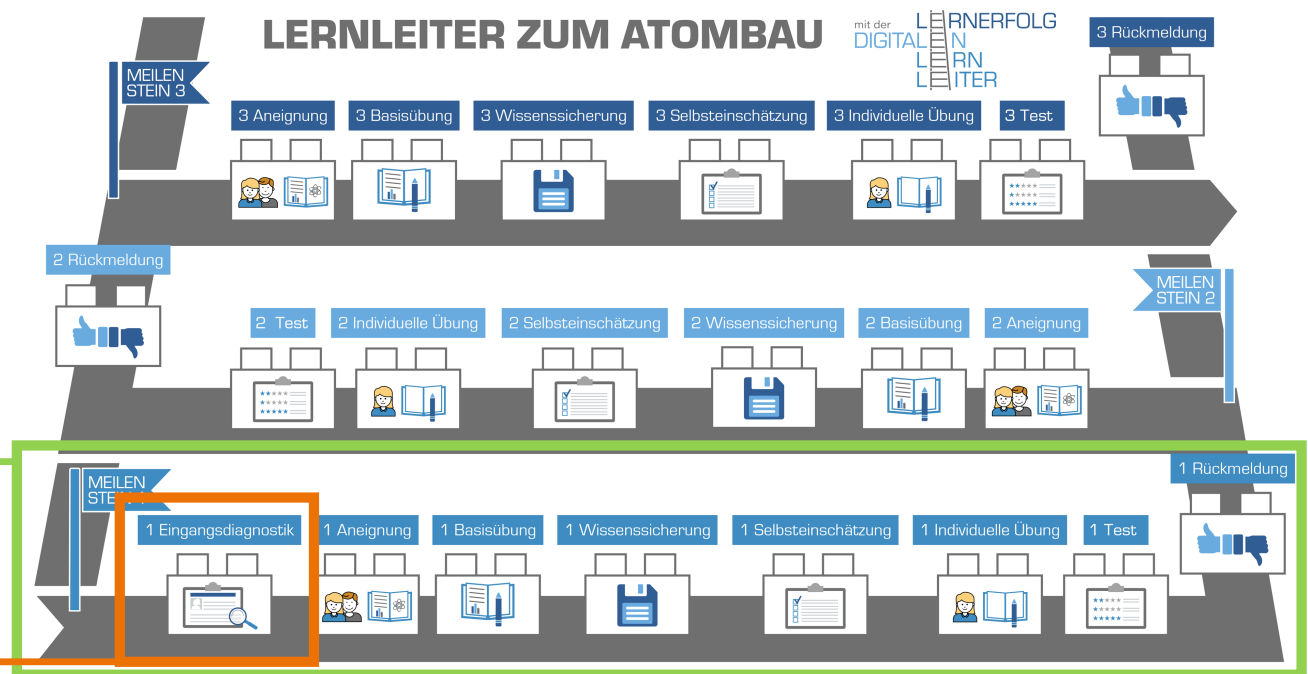 LERNLEITER ZUM ATOMBAU
mit der
LERNERFOLG
DIGITALEN
LERN
LEITER
3 Rückmeldung
MEILEN
STEIN 3
3 Aneignung
3 Basisübung
3 Wissenssicherung
3 Selbsteinschätzung
3 Individuelle Übung
3 Test
2 Rückmeldung
MEILEN
STEIN 2
2 Test
2 Individuelle Übung
2 Selbsteinschätzung
2 Wissenssicherung
2 Basisübung
2 Aneignung
1 Rückmeldung
MEILEN
1 Eingangsdiagnostik
1 Aneignung
1 Basisübung
1 Wissenssicherung
1 Selbsteinschätzung
1 Individuelle Übung
1 Test